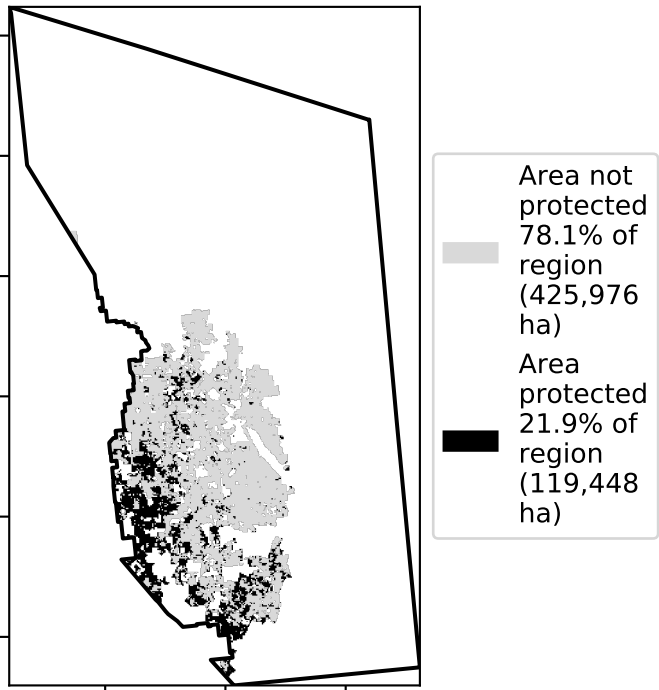 Area not
protected
78.1% of
region
(425,976
ha)
Area
protected
21.9% of
region
(119,448
ha)